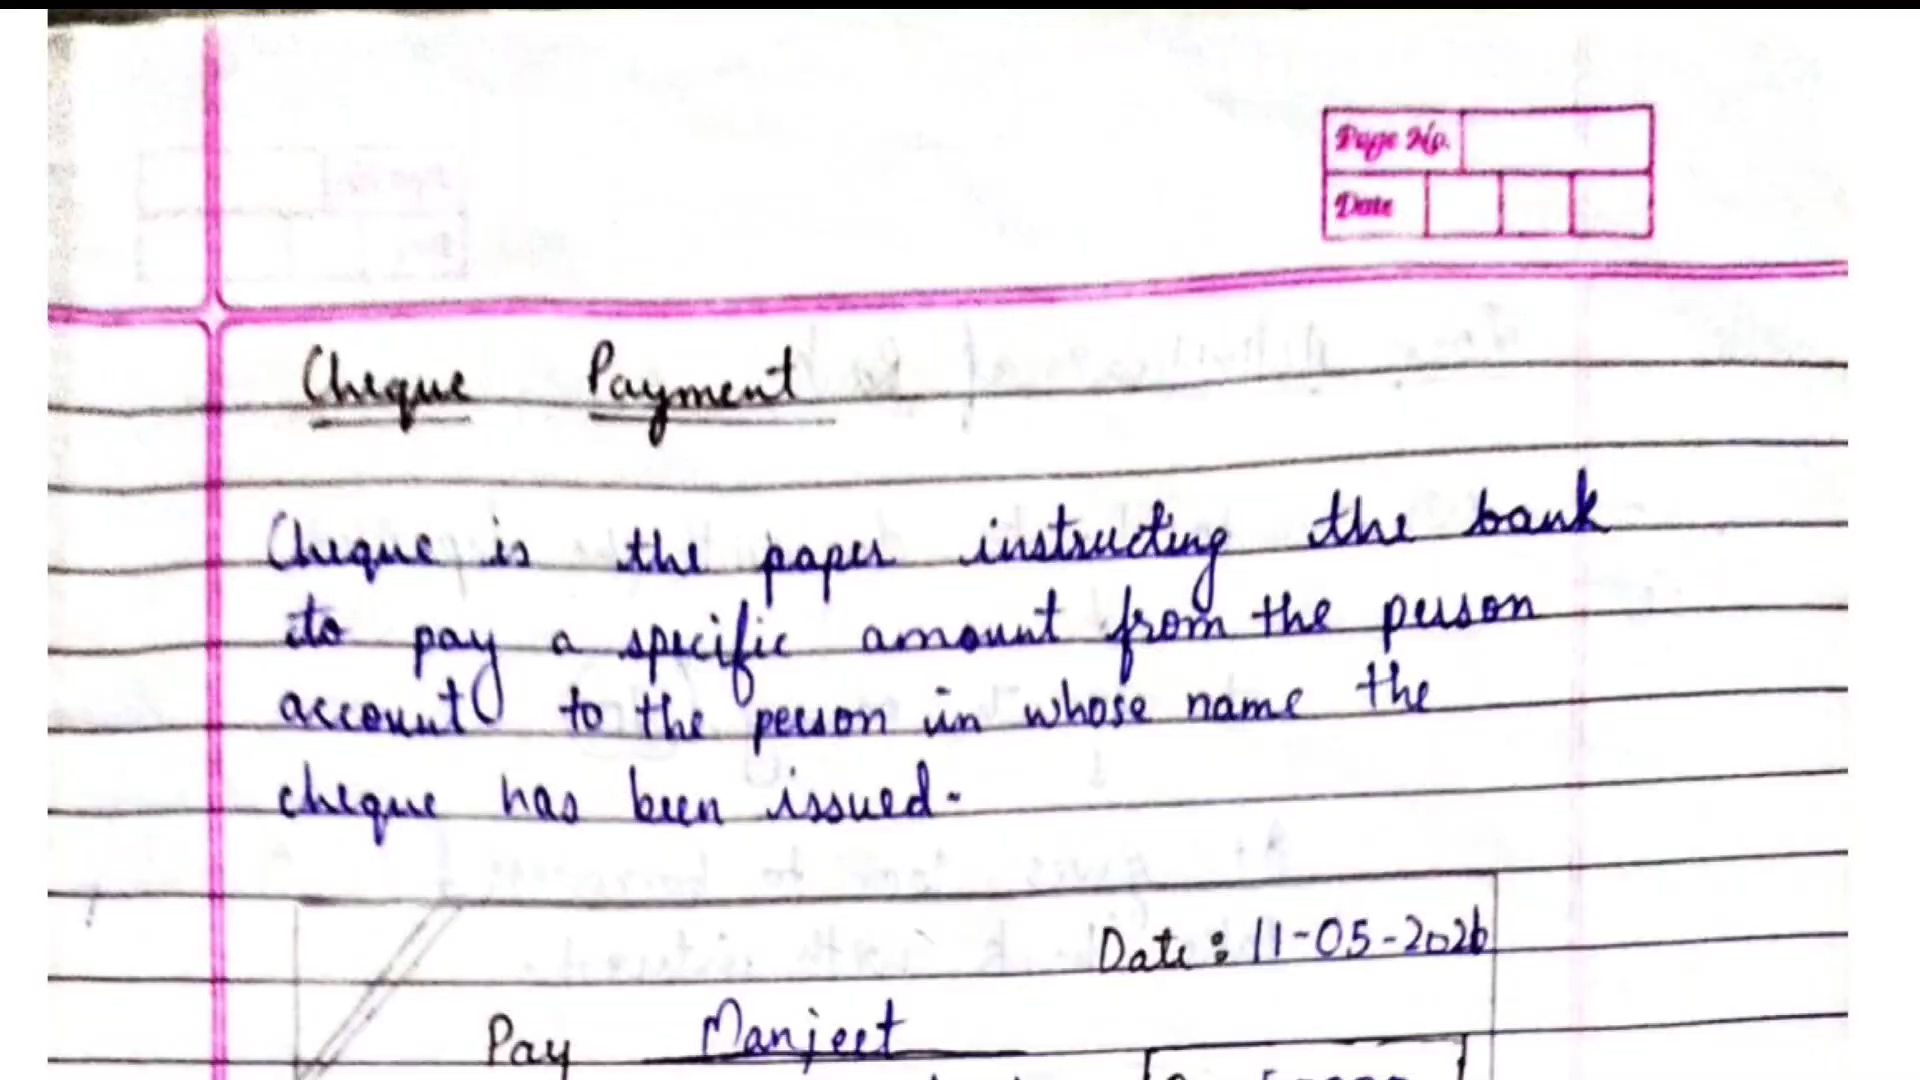 Page No.
Date
Cheque Payment
Cheque is the paper instructing the bank
to pay a specific amount from the person
account to the person in whose name the
cheque has been issued.
Date: 11-05-2026
Pay Manjeet